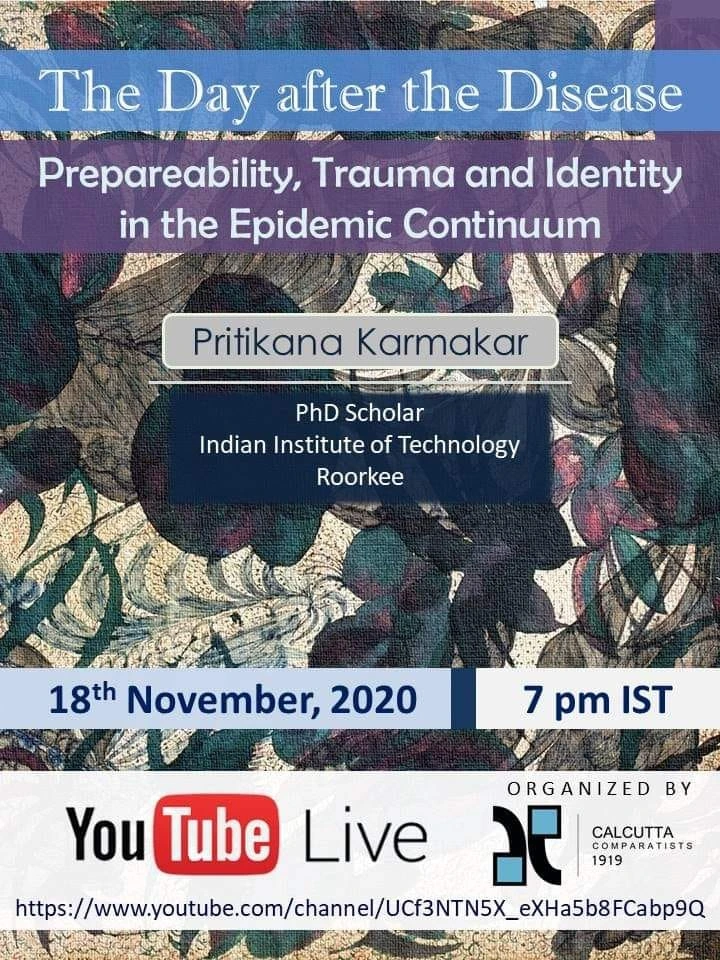 The Day after the Disease
Prepareability, Trauma and Identity
in the Epidemic Continuum
Pritikana Karmakar
PhD Scholar
Indian Institute of Technology
Roorkee
18th November, 2020
7 pm IST
ORGANIZED BY
YouTube Live
CALCUTTA
COMPARATISTS
1919
https://www.youtube.com/channel/UCf3NTN5X_eXHa5b8FCabp9Q